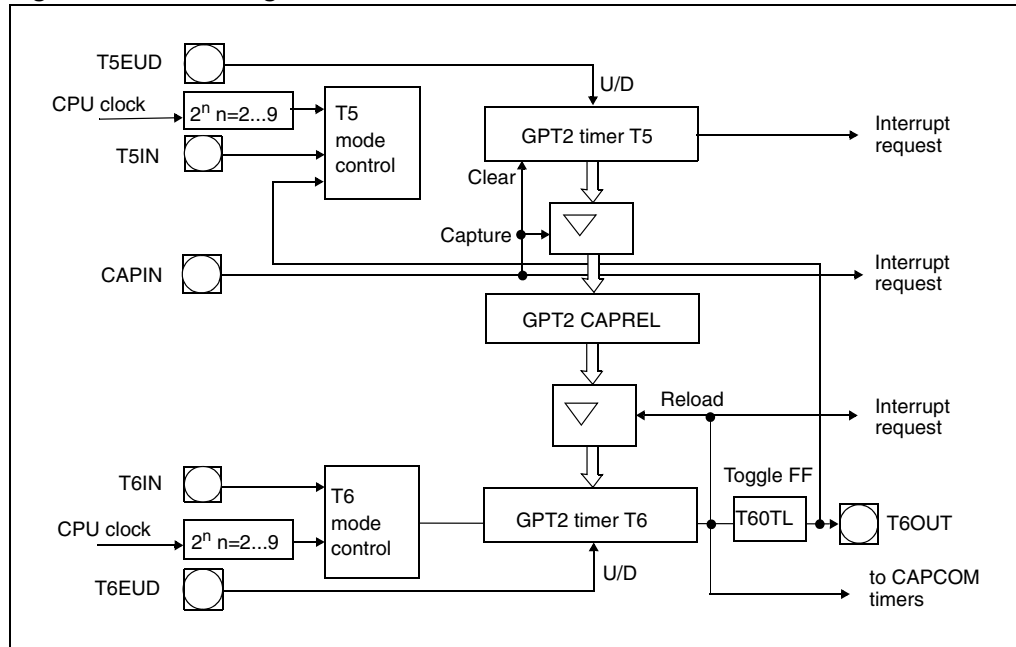 T5EUD
U/D
CPU clock
2ⁿ n=2...9
T5
mode
control
GPT2 timer T5
Interrupt
request
T5IN
Clear
Capture
CAPIN
Interrupt
request
GPT2 CAPREL
Reload
Interrupt
request
T6IN
T6
mode
control
Toggle FF
GPT2 timer T6
T60TL
T6OUT
CPU clock
2ⁿ n=2...9
U/D
T6EUD
to CAPCOM
timers